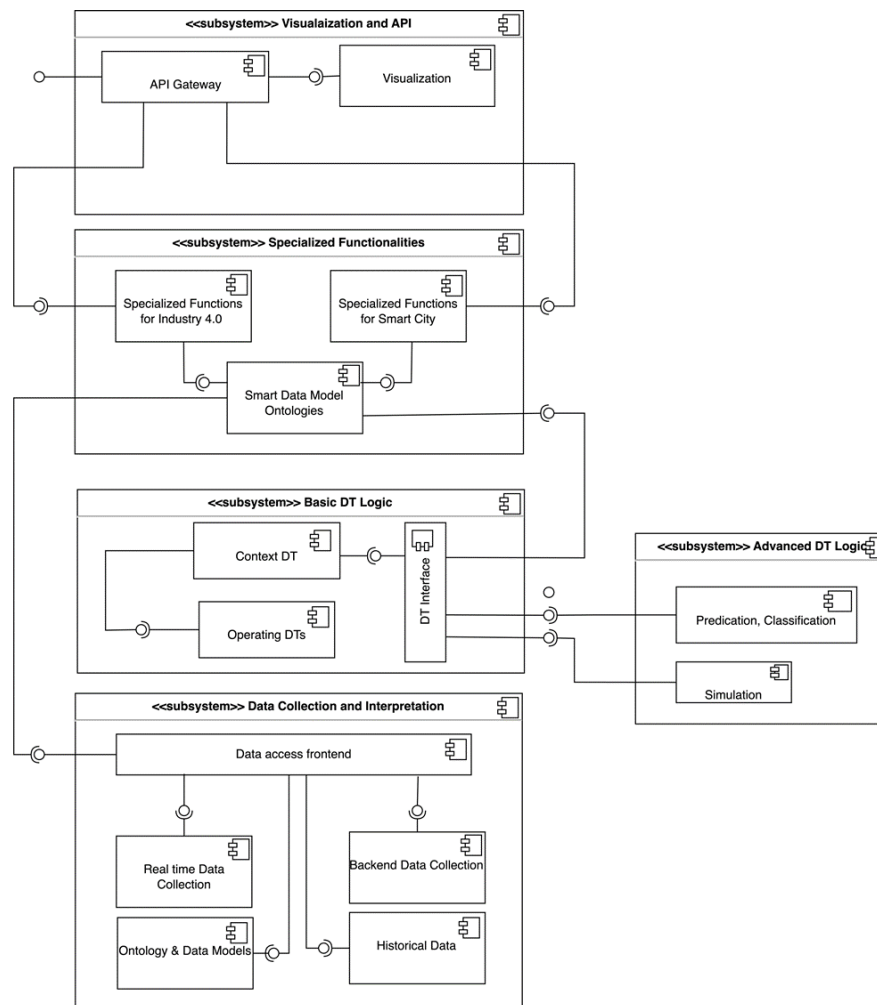 <<subsystem>> Visualaization and API
API Gateway
Visualization
<<subsystem>> Specialized Functionalities
Specialized Functions
for Industry 4.0
Specialized Functions
for Smart City
Smart Data Model
Ontologies
<<subsystem>> Basic DT Logic
Context DT
DT Interface
Operating DTs
<<subsystem>> Advanced DT Logic
Predication, Classification
Simulation
<<subsystem>> Data Collection and Interpretation
Data access frontend
Real time Data
Collection
Backend Data Collection
Ontology & Data Models
Historical Data